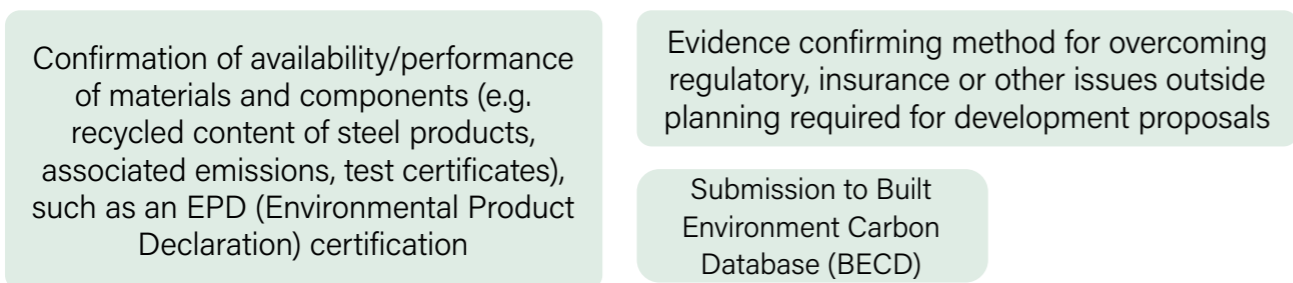 Confirmation of availability/performance
of materials and components (e.g.
recycled content of steel products,
associated emissions, test certificates),
such as an EPD (Environmental Product
Declaration) certification
Evidence confirming method for overcoming
regulatory, insurance or other issues outside
planning required for development proposals
Submission to Built
Environment Carbon
Database (BECD)